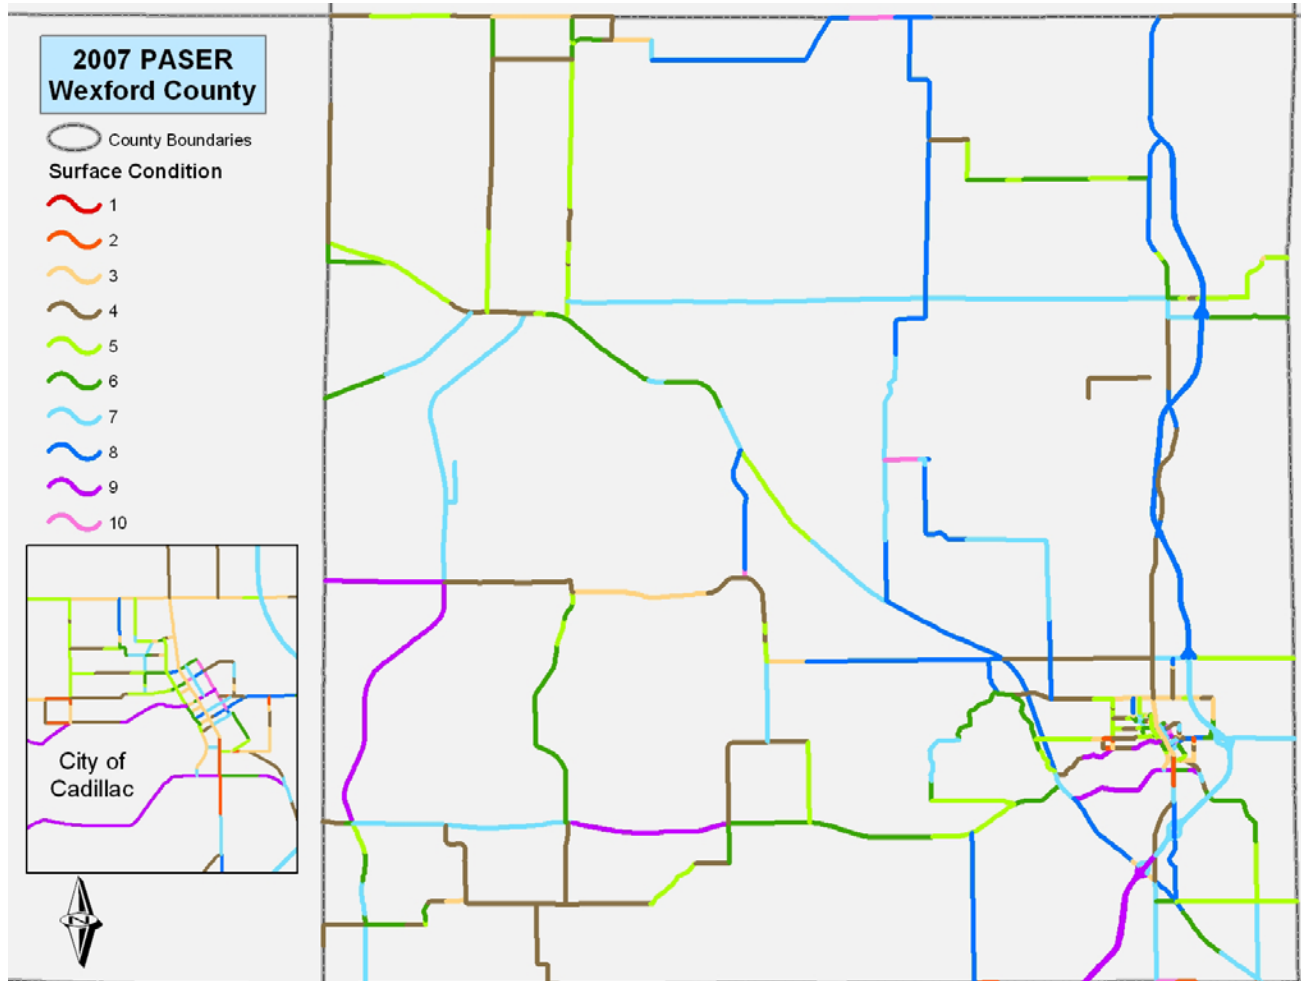 2007 PASER
Wexford County
County Boundaries
Surface Condition
1
2
3
4
5
6
7
8
9
10
City of
Cadillac
N